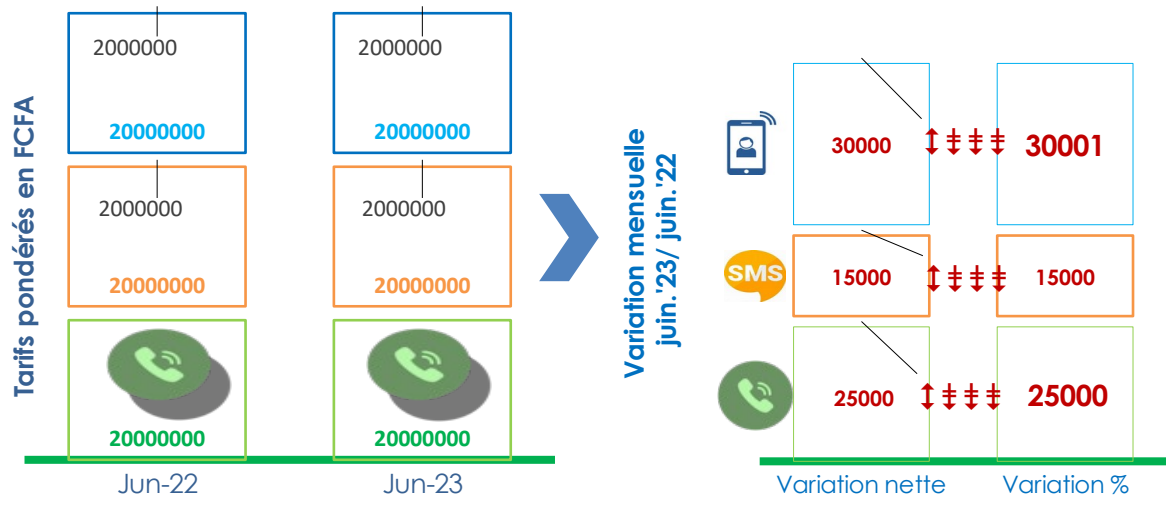 Tarifs pondérés en FCFA
2000000
2000000
20000000
20000000
2000000
2000000
20000000
20000000
20000000
20000000
Jun-22
Jun-23
Variation mensuelle
juin.'23/ juin.'22
30000
30001
SMS
15000
15000
25000
25000
Variation nette
Variation %